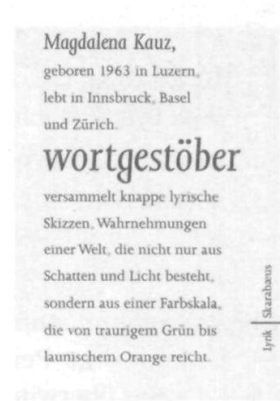 Magdalena Kauz,
geboren 1963 in Luzern,
lebt in Innsbruck, Basel
und Zürich.
wortgestöber
versammelt knappe lyrische
Skizzen, Wahrnehmungen
einer Welt, die nicht nur aus
Schatten und Licht besteht,
sondern aus einer Farbskala,
die von traurigem Grün bis
launischem Orange reicht.
Lyrik | Skarabæus